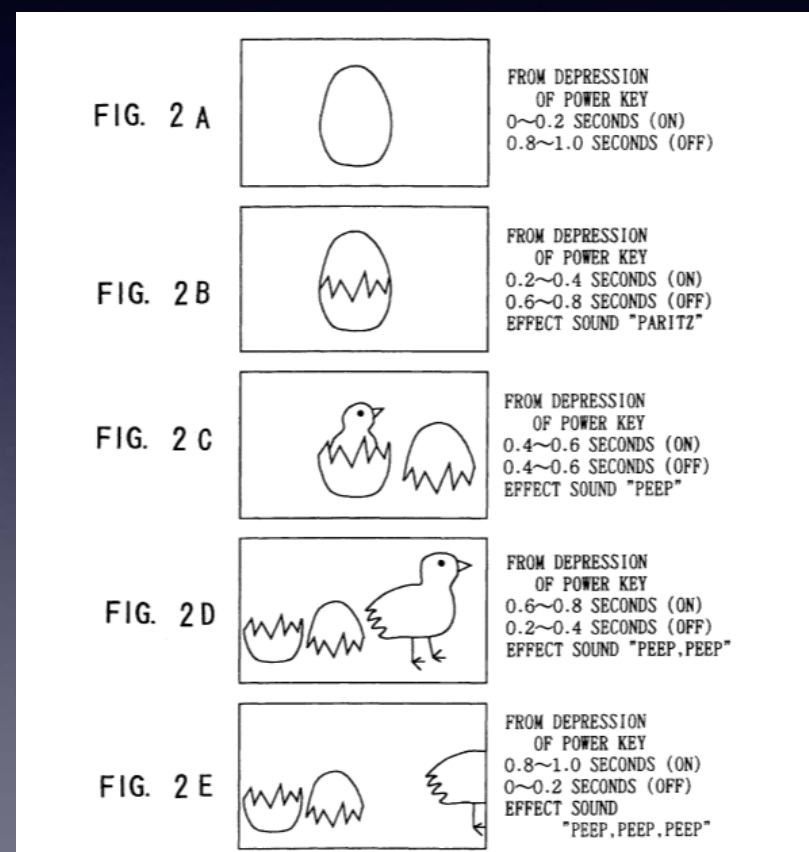 FIG. 2A
FROM DEPRESSION
OF POWER KEY
0~0.2 SECONDS (ON)
0.8~1.0 SECONDS (OFF)
FIG. 2B
FROM DEPRESSION
OF POWER KEY
0.2~0.4 SECONDS (ON)
0.6~0.8 SECONDS (OFF)
EFFECT SOUND "PARITZ"
FIG. 2C
FROM DEPRESSION
OF POWER KEY
0.4~0.6 SECONDS (ON)
0.4~0.6 SECONDS (OFF)
EFFECT SOUND "PEEP"
FIG. 2D
FROM DEPRESSION
OF POWER KEY
0.6~0.8 SECONDS (ON)
0.2~0.4 SECONDS (OFF)
EFFECT SOUND "PEEP,PEEP"
FIG. 2E
FROM DEPRESSION
OF POWER KEY
0.8~1.0 SECONDS (ON)
0~0.2 SECONDS (OFF)
EFFECT SOUND
"PEEP,PEEP,PEEP"